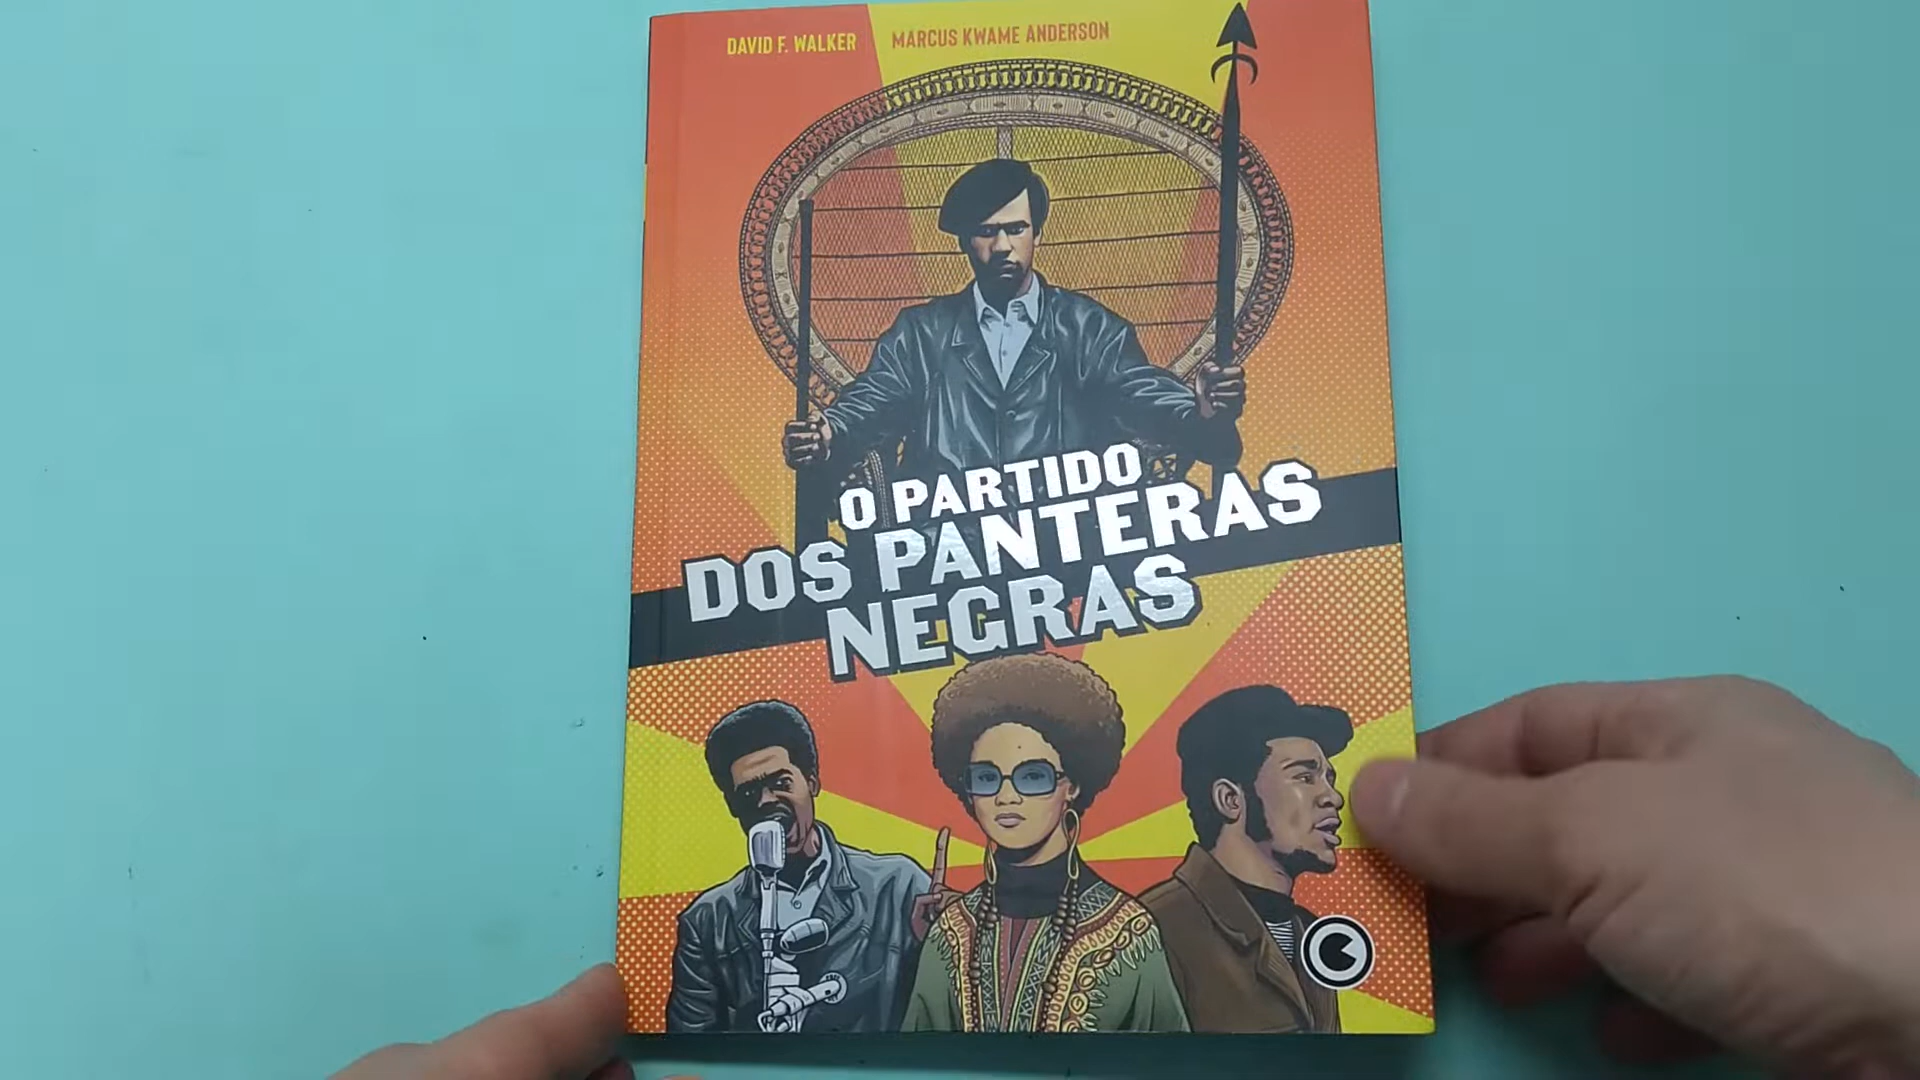 DAVID F. WALKER MARCUS KWAME ANDERSON
O PARTIDO
DOS PANTERAS
NEGRAS